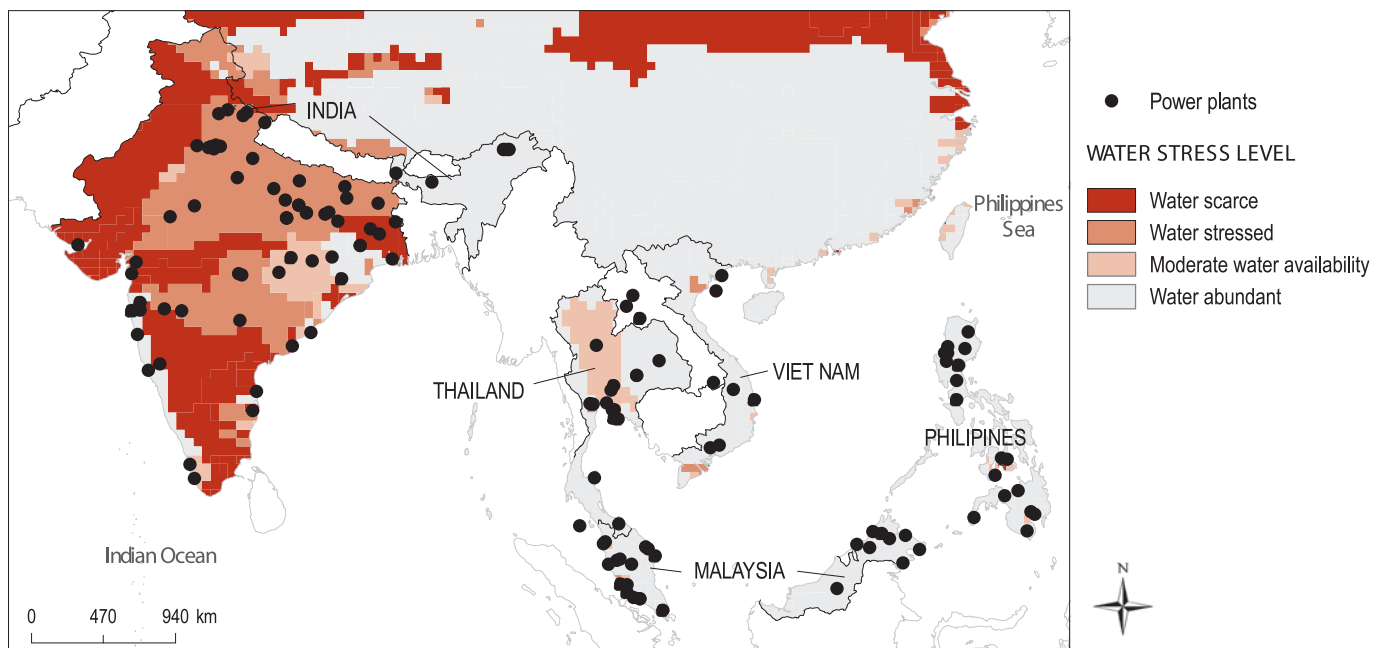 INDIA
Power plants
WATER STRESS LEVEL
Water scarce
Philippines
Sea
Water stressed
Moderate water availability
Water abundant
THAILAND
VIET NAM
PHILIPINES
Indian Ocean
MALAYSIA
N
0 470 940 km